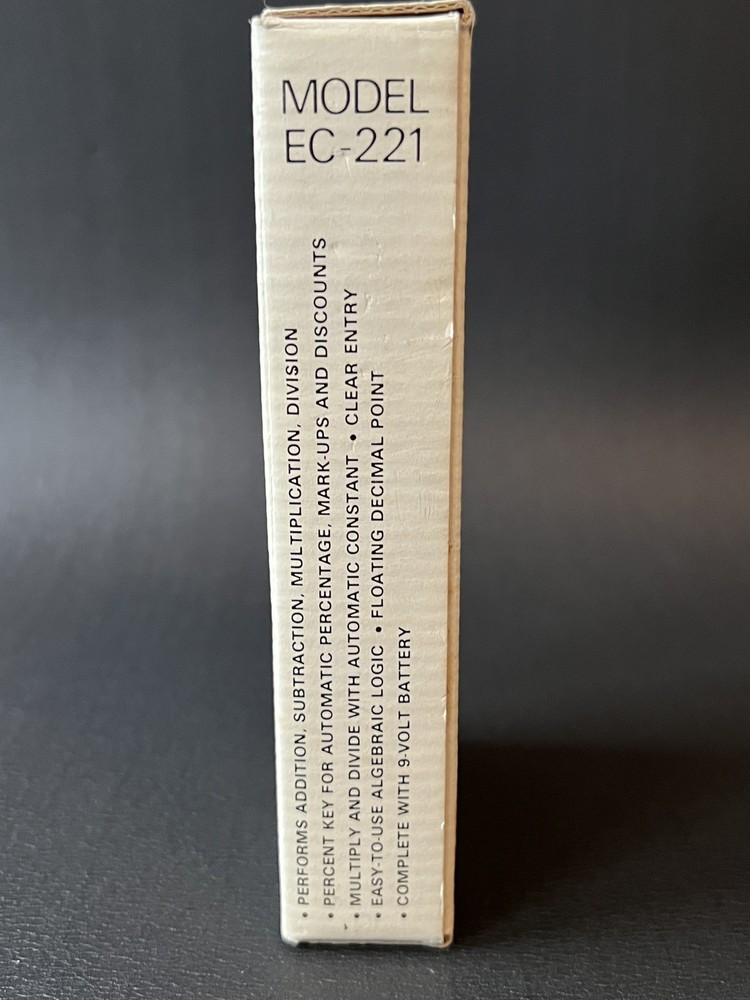 MODEL
EC-221
• PERFORMS ADDITION, SUBTRACTION, MULTIPLICATION, DIVISION
• PERCENT KEY FOR AUTOMATIC PERCENTAGE, MARK-UPS AND DISCOUNTS
• MULTIPLY AND DIVIDE WITH AUTOMATIC CONSTANT • CLEAR ENTRY
• EASY-TO-USE ALGEBRAIC LOGIC • FLOATING DECIMAL POINT
• COMPLETE WITH 9-VOLT BATTERY